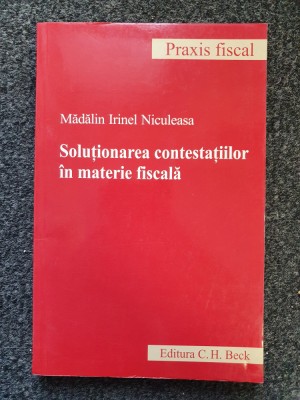 Praxis fiscal
Mădălin Irinel Niculeasa
Soluționarea contestațiilor
în materie fiscală
Editura C. H. Beck